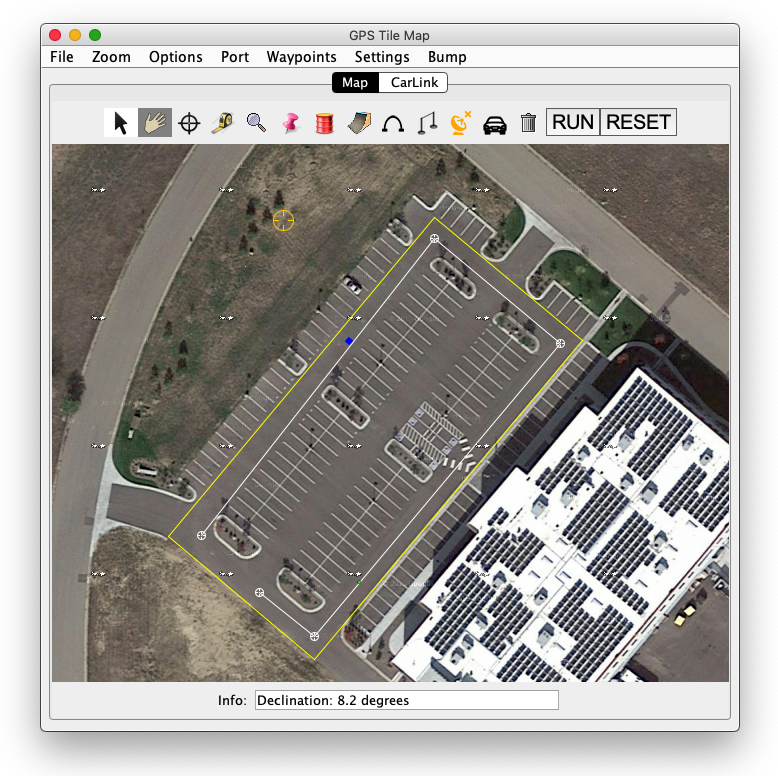 GPS Tile Map
File Zoom Options Port Waypoints Settings Bump
Map CarLink
RUN RESET
Info: Declination: 8.2 degrees